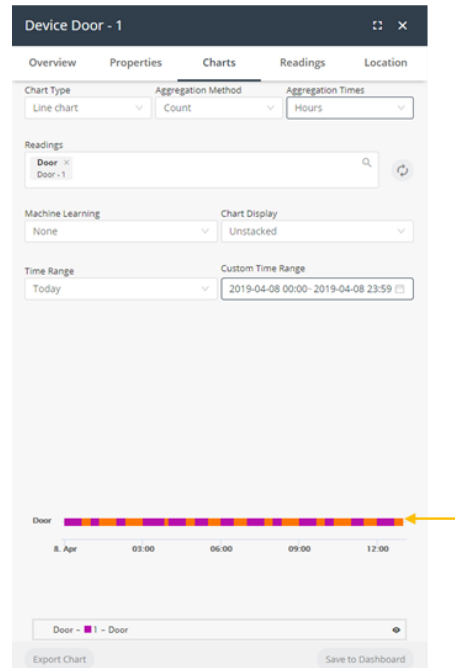 Device Door - 1
Overview Properties Charts Readings Location
Chart Type Aggregation Method Aggregation Times
Line chart Count Hours
Readings
Door ×
Door - 1
Machine Learning Chart Display
None Unstacked
Time Range Custom Time Range
Today 2019-04-08 00:00~2019-04-08 23:59
Door
8. Apr 03:00 06:00 09:00 12:00
Door - 1 - Door
Export Chart Save to Dashboard